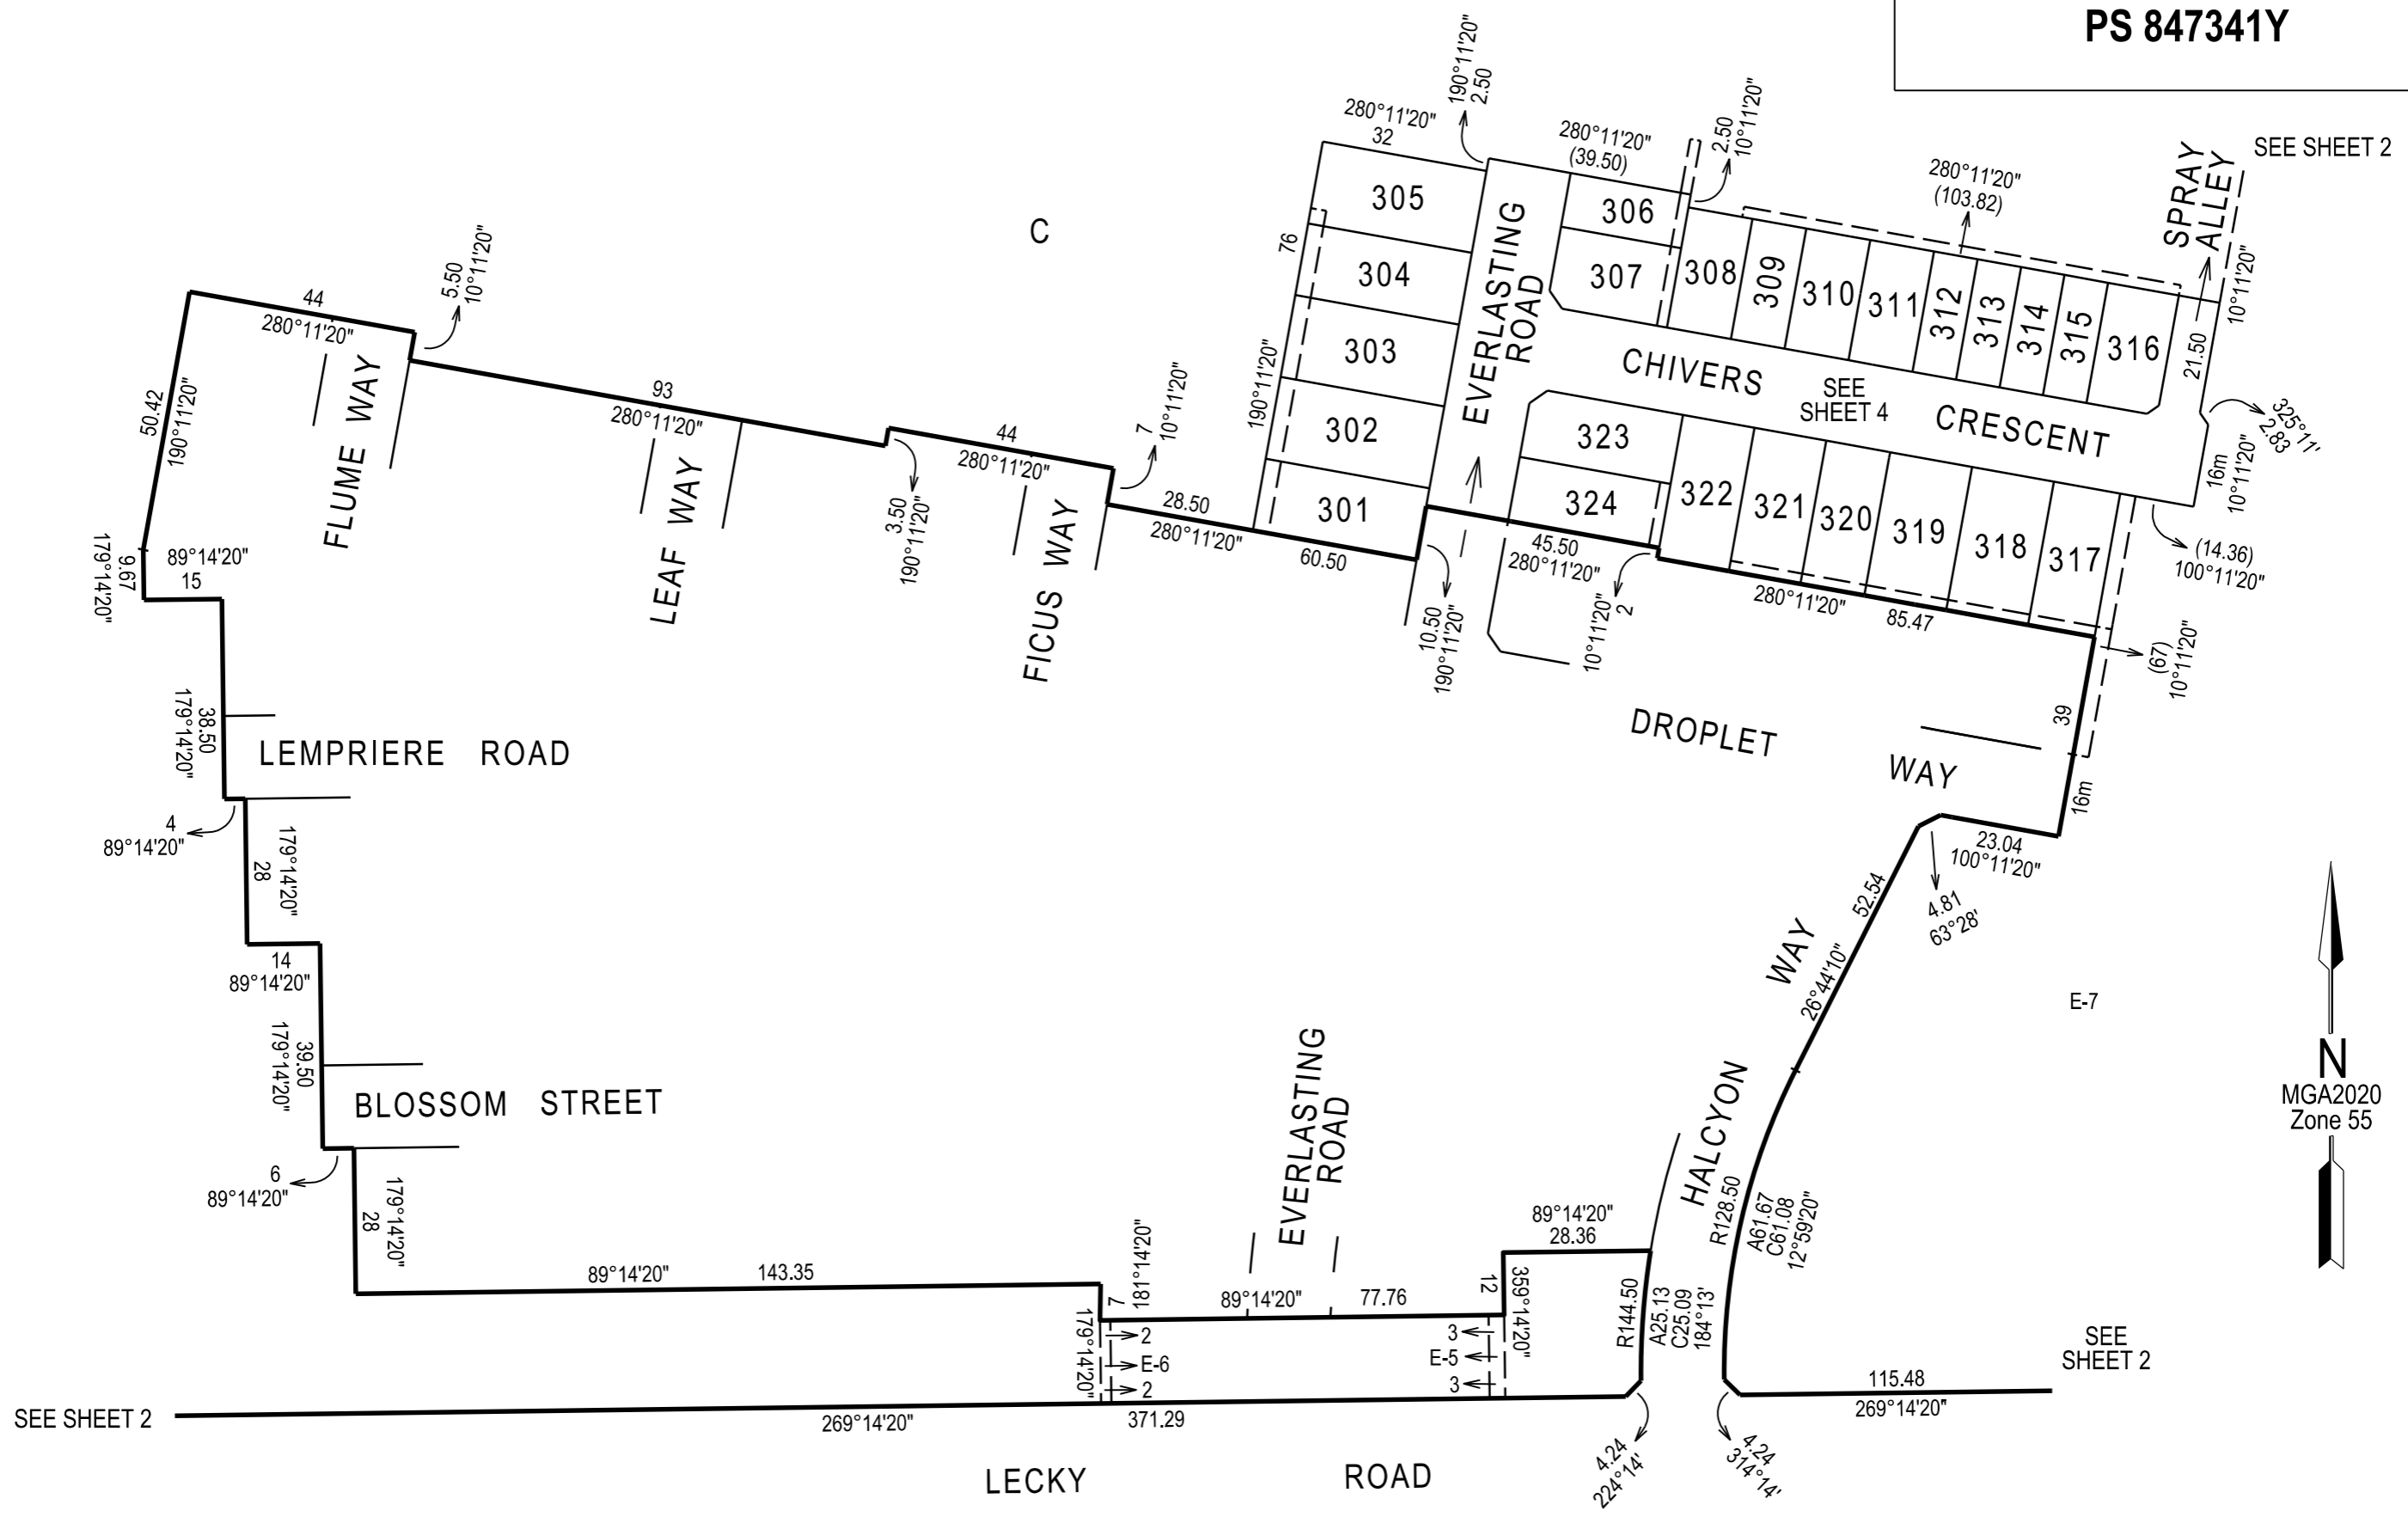 PS 847341Y
SEE SHEET 2
SPRAY
ALLEY
190°11'20"
2.50
280°11'20"
32
280°11'20"
(39.50)
2.50
10°11'20"
280°11'20"
(103.82)
C
305
306
304
307
303
302
301
76
190°11'20"
EVERLASTING
ROAD
308
309
310
311
312
313
314
315
316
10°11'20"
21.50
325°11'
2.83
16m
10°11'20"
CHIVERS
SEE
SHEET 4
CRESCENT
323
324
322
321
320
319
318
317
(14.36)
100°11'20"
44
280°11'20"
5.50
10°11'20"
50.42
190°11'20"
FLUME WAY
93
280°11'20"
LEAF WAY
3.50
190°11'20"
44
280°11'20"
7
10°11'20"
FICUS WAY
28.50
280°11'20"
60.50
10.50
190°11'20"
45.50
280°11'20"
10°11'20"
2
280°11'20"
85.47
(67)
10°11'20"
39
16m
DROPLET
WAY
23.04
100°11'20"
4.81
63°28'
9.67
179°14'20"
89°14'20"
15
38.50
179°14'20"
LEMPRIERE ROAD
4
89°14'20"
179°14'20"
28
14
89°14'20"
39.50
179°14'20"
BLOSSOM STREET
6
89°14'20"
179°14'20"
28
89°14'20"
143.35
7
181°14'20"
EVERLASTING
ROAD
89°14'20"
77.76
12
359°14'20"
89°14'20"
28.36
52.54
26°44'10"
HALCYON
WAY
R128.50
A61.67
C61.08
12°59'20"
R144.50
A25.13
C25.09
184°13'
E-7
N
MGA2020
Zone 55
179°14'20"
2
E-6
2
3
E-5
3
SEE SHEET 2
269°14'20"
371.29
4.24
224°14'
4.24
314°14'
115.48
269°14'20"
SEE
SHEET 2
LECKY
ROAD